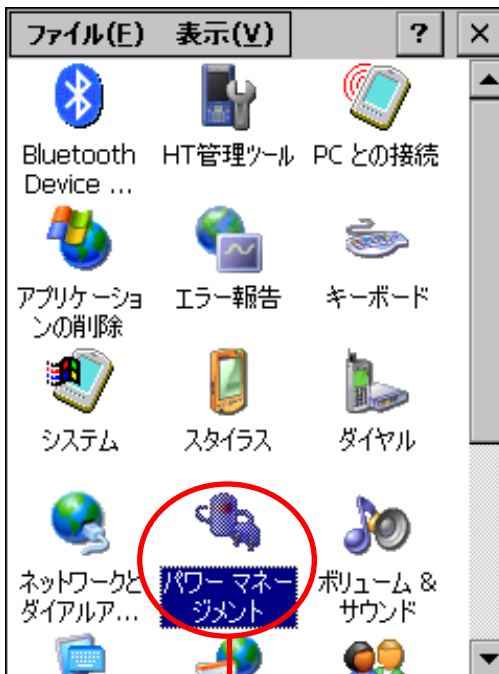 ファイル(F) 表示(V) ? ×
Bluetooth HT管理ツール PC との接続
Device ...
アプリケーショ エラー報告 キーボード
ンの削除
システム スタイラス ダイヤル
ネットワークと パワー マネー ボリューム &
ダイアルア... ジメント サウンド